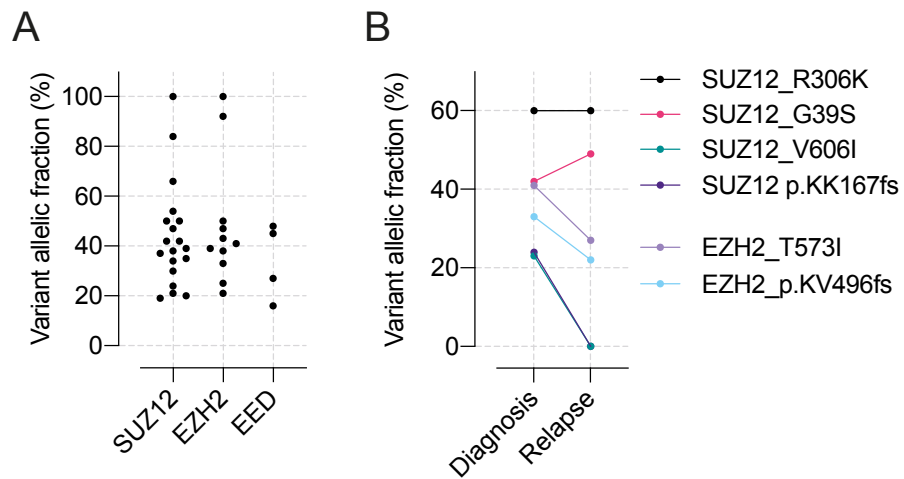 A
Variant allelic fraction (%)
100
80
60
40
20
0
SUZ12
EZH2
EED
B
Variant allelic fraction (%)
60
40
20
0
Diagnosis
Relapse
SUZ12_R306K
SUZ12_G39S
SUZ12_V606I
SUZ12 p.KK167fs
EZH2_T573I
EZH2_p.KV496fs